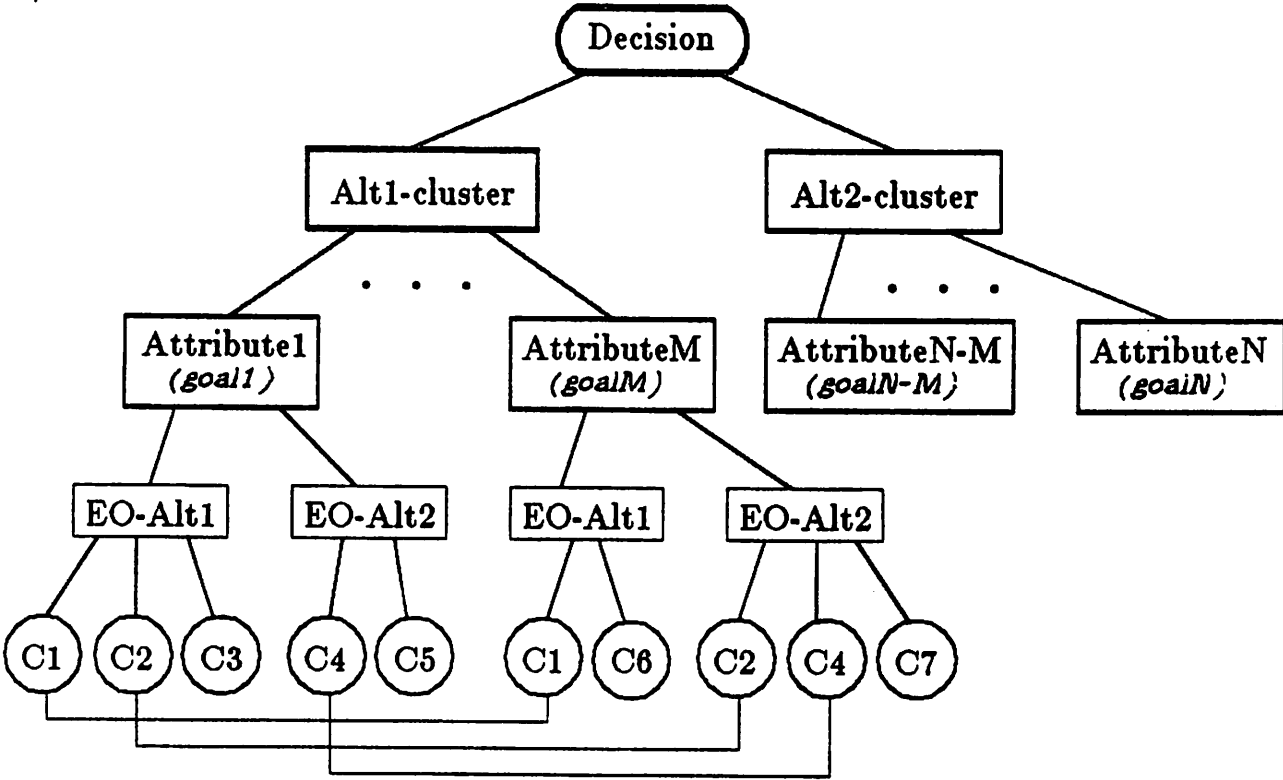 Decision
Alt1-cluster
Alt2-cluster
. . .
. . .
Attribute1
(goal1)
AttributeM
(goalM)
AttributeN-M
(goalN-M)
AttributeN
(goalN)
EO-Alt1
EO-Alt2
EO-Alt1
EO-Alt2
C1
C2
C3
C4
C5
C1
C6
C2
C4
C7